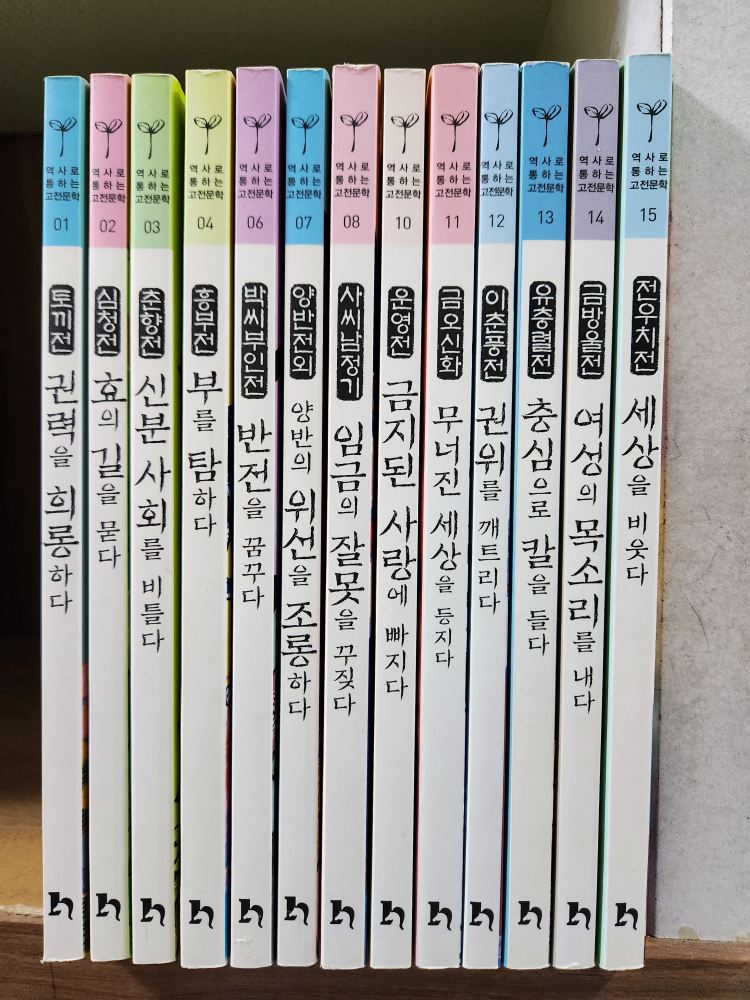 역사로
통하는
고전문학
01
토끼전
권력을 희롱하다
역사로
통하는
고전문학
02
심청전
효의 길을 묻다
역사로
통하는
고전문학
03
춘향전
신분 사회를 비틀다
역사로
통하는
고전문학
04
흥부전
부를 탐하다
역사로
통하는
고전문학
06
박씨부인전
반전을 꿈꾸다
역사로
통하는
고전문학
07
양반전외
양반의 위선을 조롱하다
역사로
통하는
고전문학
08
사씨남정기
임금의 잘못을 꾸짖다
역사로
통하는
고전문학
10
운영전
금지된 사랑에 빠지다
역사로
통하는
고전문학
11
금오신화
무너진 세상을 등지다
역사로
통하는
고전문학
12
이춘풍전
권위를 깨트리다
역사로
통하는
고전문학
13
유충렬전
충심으로 칼을 들다
역사로
통하는
고전문학
14
금방울전
여성의 목소리를 내다
역사로
통하는
고전문학
15
전우치전
세상을 비웃다